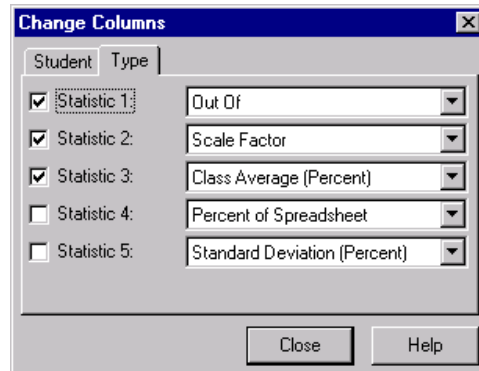 Change Columns
Student Type
Statistic 1: Out Of
Statistic 2: Scale Factor
Statistic 3: Class Average (Percent)
Statistic 4: Percent of Spreadsheet
Statistic 5: Standard Deviation (Percent)
Close Help